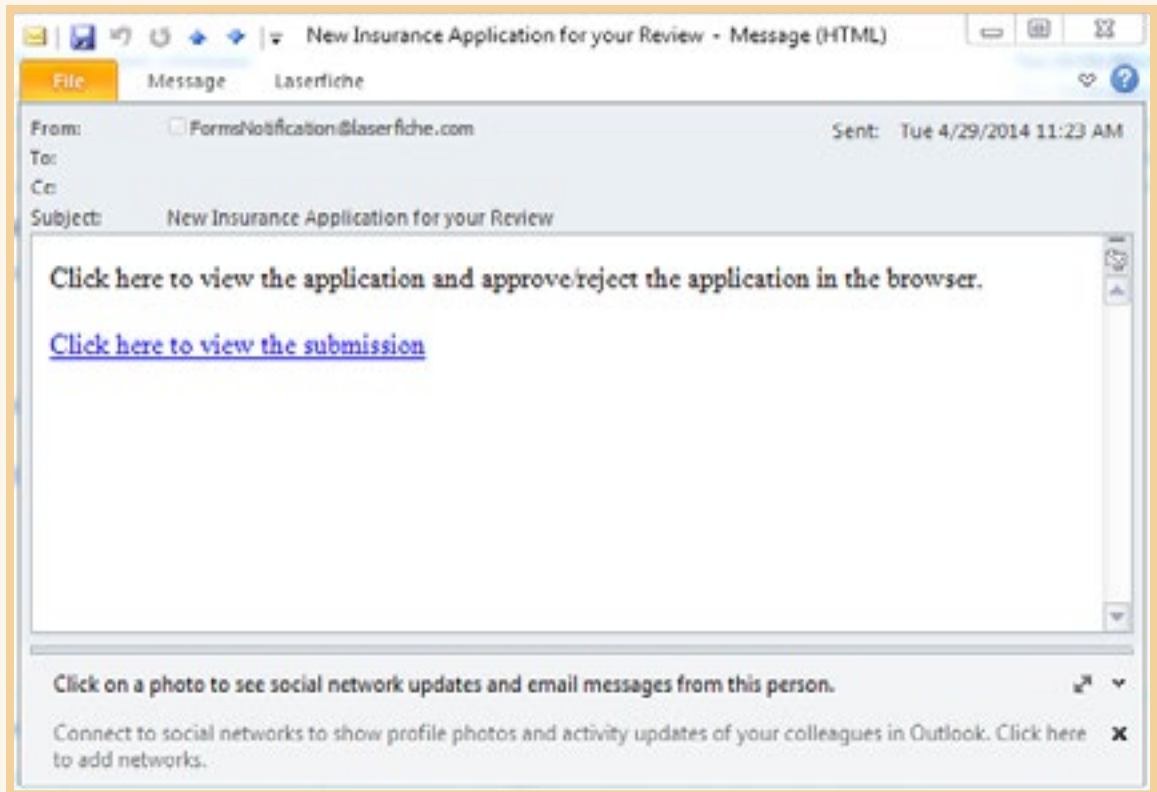 New Insurance Application for your Review - Message (HTML)
File Message Laserfiche
From: FormsNotification@laserfiche.com Sent: Tue 4/29/2014 11:23 AM
To:
Cc:
Subject: New Insurance Application for your Review
Click here to view the application and approve/reject the application in the browser.
Click here to view the submission
Click on a photo to see social network updates and email messages from this person.
Connect to social networks to show profile photos and activity updates of your colleagues in Outlook. Click here
to add networks.